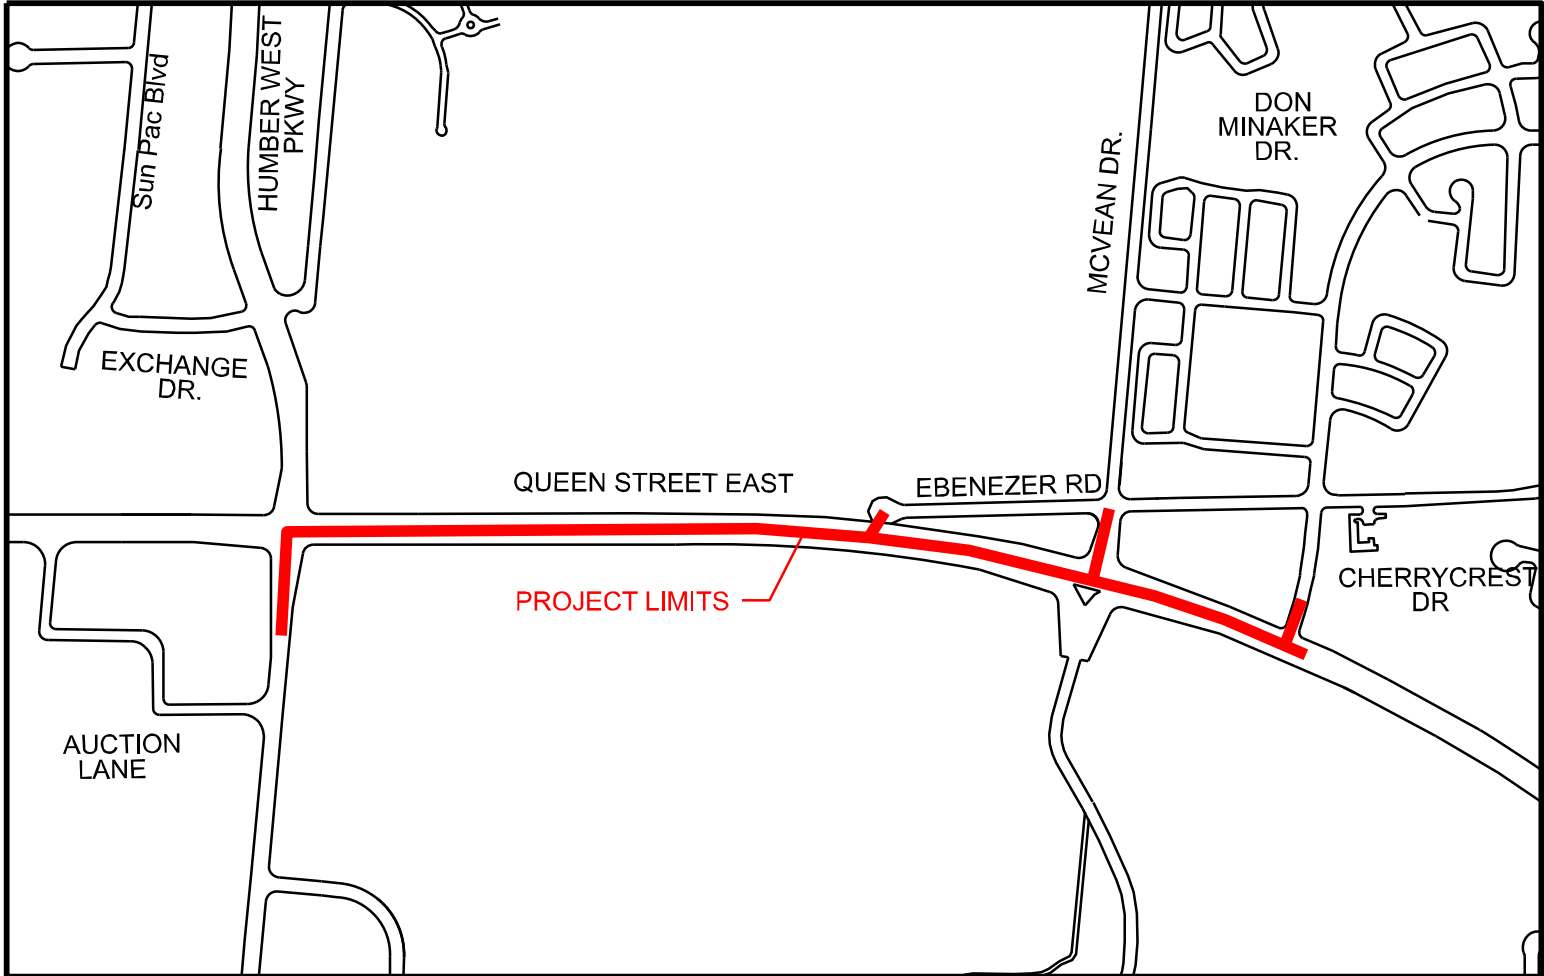 Sun Pac Blvd
HUMBER WEST
PKWY
DON
MINAKER
DR.
MCVEAN DR.
EXCHANGE
DR.
QUEEN STREET EAST
EBENEZER RD
PROJECT LIMITS
CHERRYCREST
DR
AUCTION
LANE